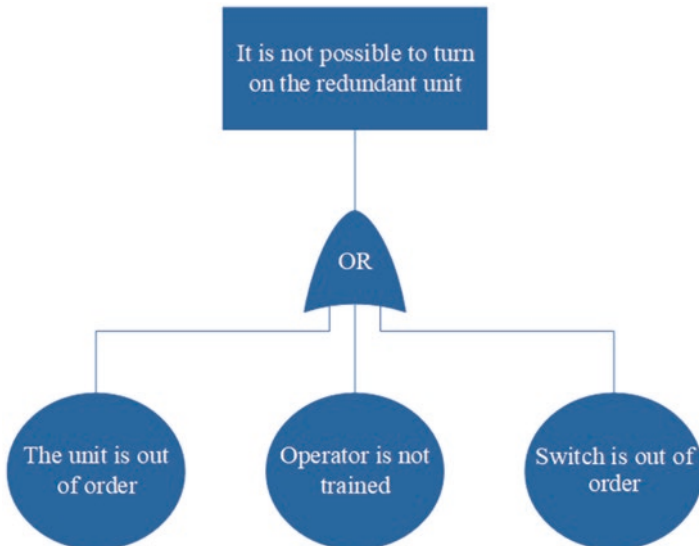 It is not possible to turn
on the redundant unit
OR
The unit is out
of order
Operator is not
trained
Switch is out of
order